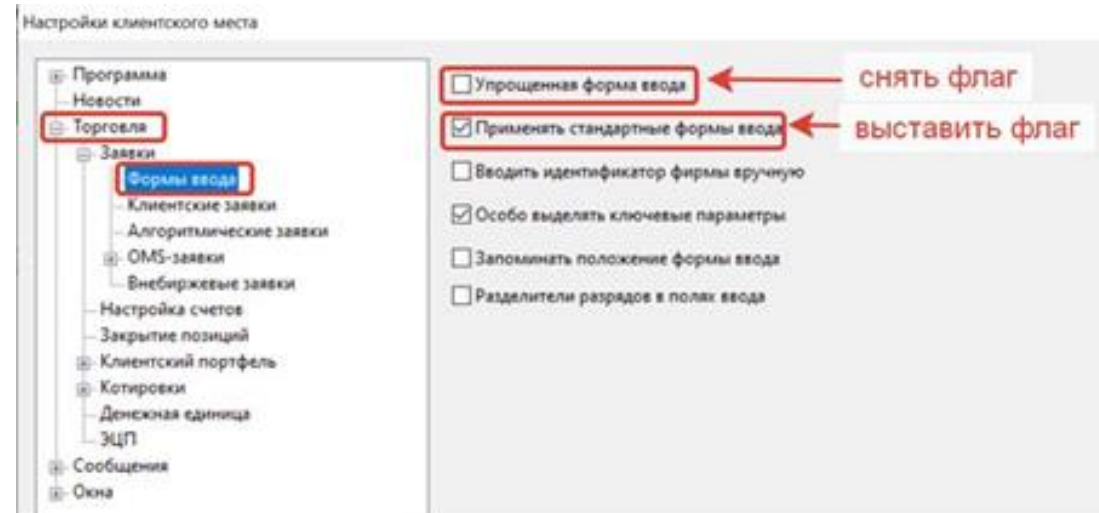 Настройки клиентского места
Программа
Новости
Торговля
Заявки
Формы ввода
Клиентские заявки
Алгоритмические заявки
OMS-заявки
Внебиржевые заявки
Настройка счетов
Закрытие позиций
Клиентский портфель
Котировки
Денежная единица
ЭЦП
Сообщения
Окна
Упрощенная форма ввода
снять флаг
Применять стандартные формы ввода
выставить флаг
Вводить идентификатор фирмы вручную
Особо выделять ключевые параметры
Запоминать положение формы ввода
Разделители разрядов в полях ввода